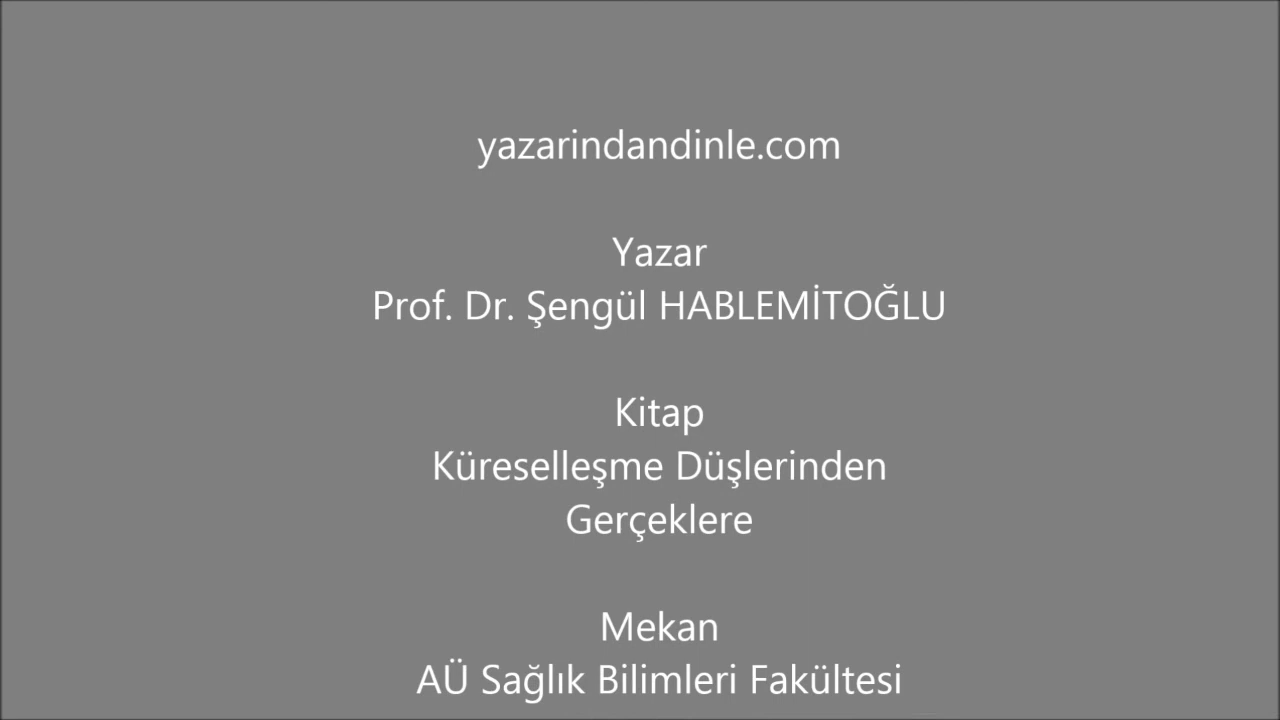 yazarindandinle.com
Yazar
Prof. Dr. Şengül HABLEMİTOĞLU
Kitap
Küreselleşme Düşlerinden
Gerçeklere
Mekan
AÜ Sağlık Bilimleri Fakültesi